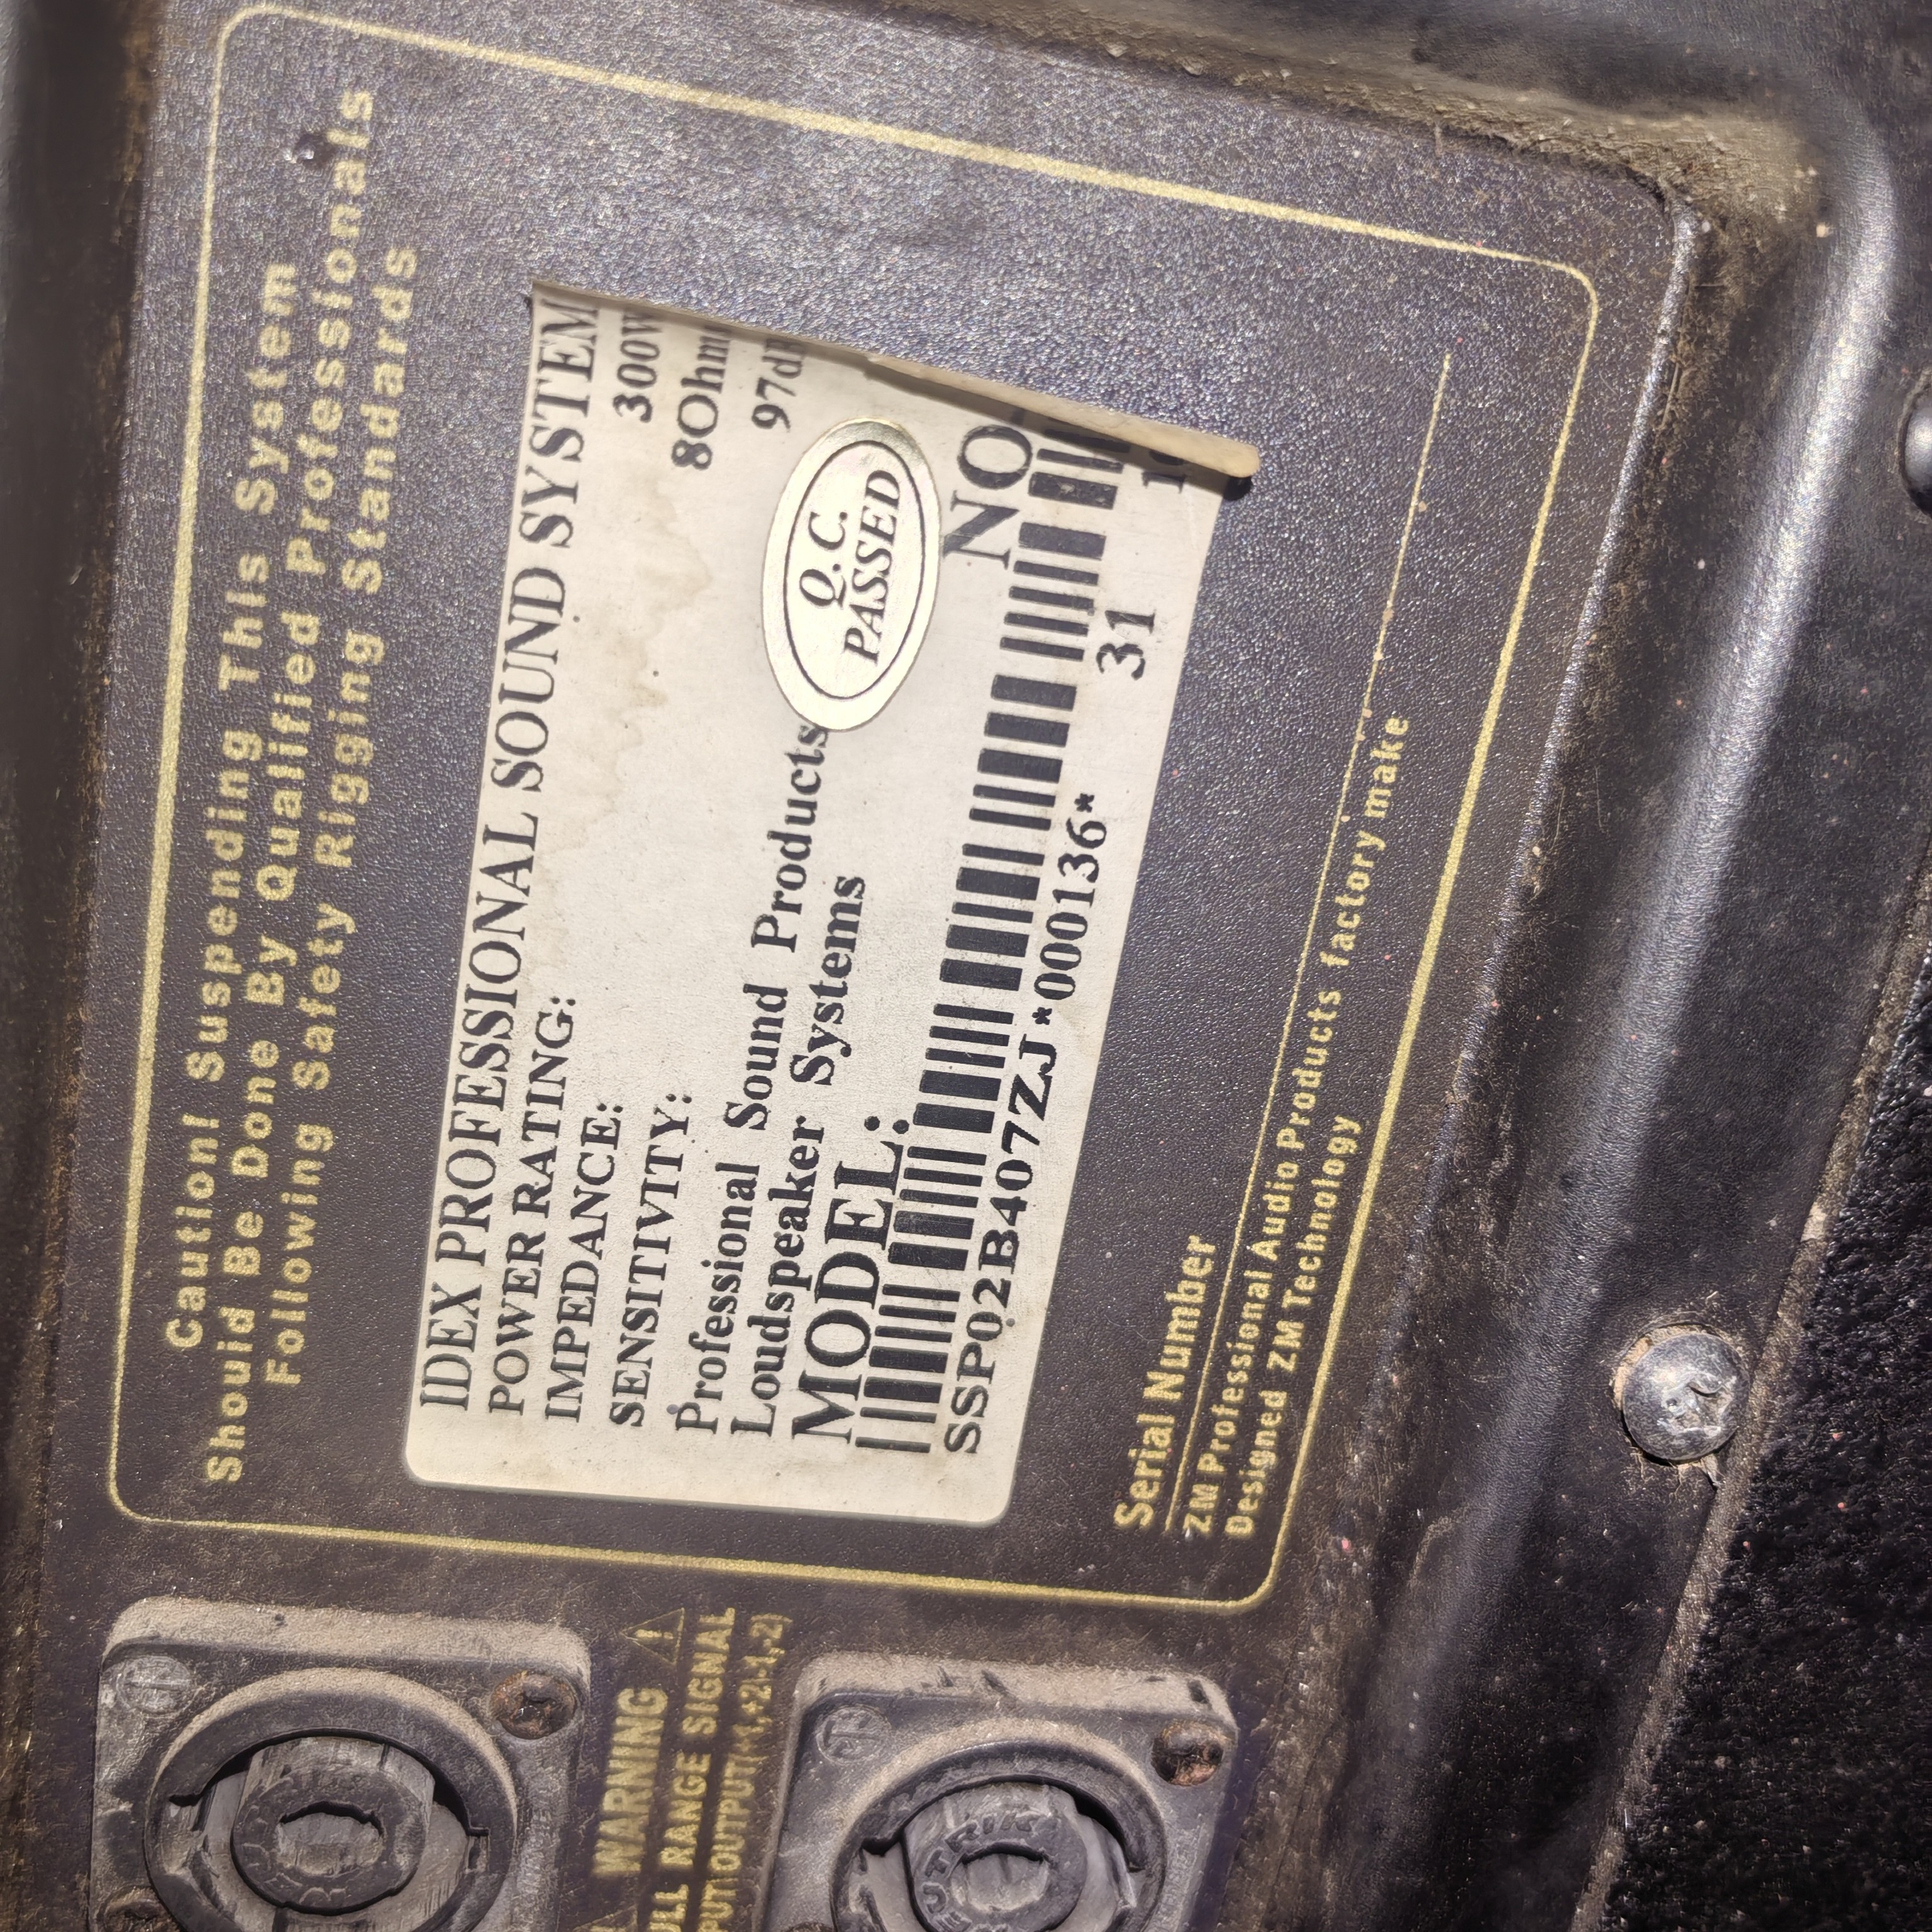 Caution! Suspending This System
Should Be Done By Qualified Professionals
Following Safety Rigging Standards
IDEX PROFESSIONAL SOUND SYSTEM
POWER RATING: 300W
IMPEDANCE: 8Ohm
SENSITIVITY: 97d
Professional Sound Products
Loudspeaker Systems
Q.C.
PASSED
MODEL: NO
SSP02B407ZJ*000136* 31
Serial Number
ZM Professional Audio Products factory make
Designed ZM Technology
WARNING
RANGE SIGNAL